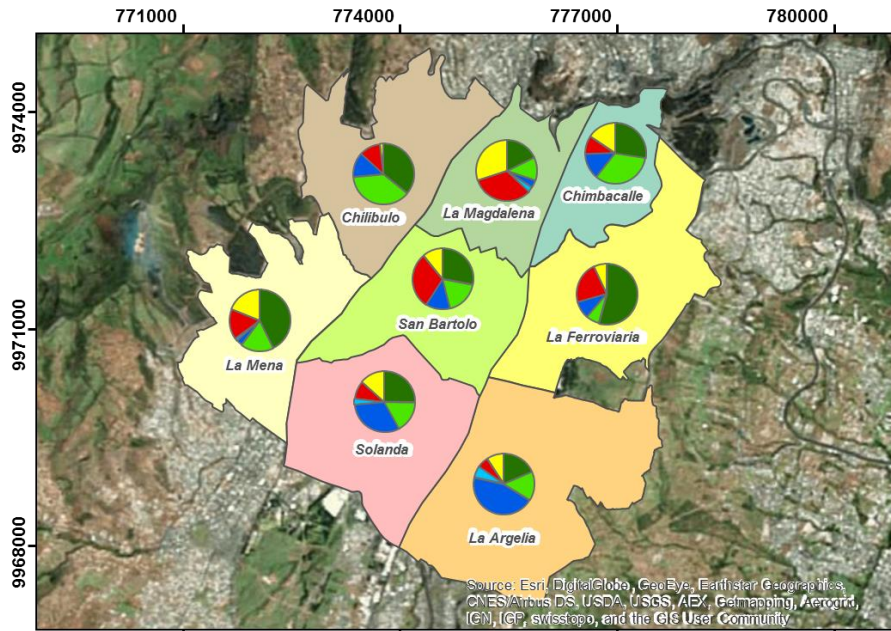 771000 774000 777000 780000
9974000
9971000
9968000
Chilibulo
La Magdalena
Chimbacalle
La Mena
San Bartolo
La Ferroviaria
Solanda
La Argelia
Source: Esri, DigitalGlobe, GeoEye, Earthstar Geographics,
CNES/Airbus DS, USDA, USGS, AEX, Getmapping, Aerogrid,
IGN, IGP, swisstopo, and the GIS User Community